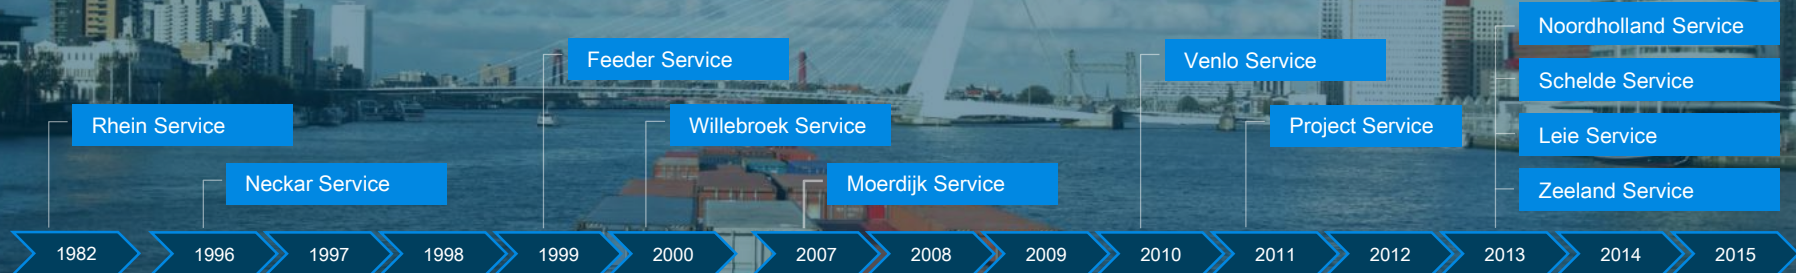 Noordholland Service
Feeder Service
Venlo Service
Schelde Service
Rhein Service
Willebroek Service
Project Service
Leie Service
Neckar Service
Moerdijk Service
Zeeland Service
1982 1996 1997 1998 1999 2000 2007 2008 2009 2010 2011 2012 2013 2014 2015